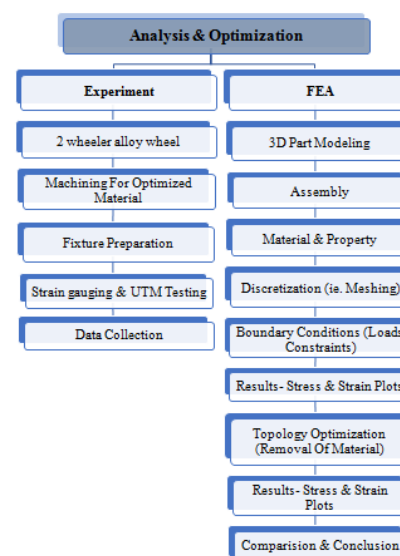 Analysis & Optimization
Experiment
2 wheeler alloy wheel
Machining For Optimized
Material
Fixture Preparation
Strain gauging & UTM Testing
Data Collection
FEA
3D Part Modeling
Assembly
Material & Property
Discretization (ie. Meshing)
Boundary Conditions (Loads
Constraints)
Results- Stress & Strain Plots
Topology Optimization
(Removal Of Material)
Results- Stress & Strain
Plots
Comparision & Conclusion